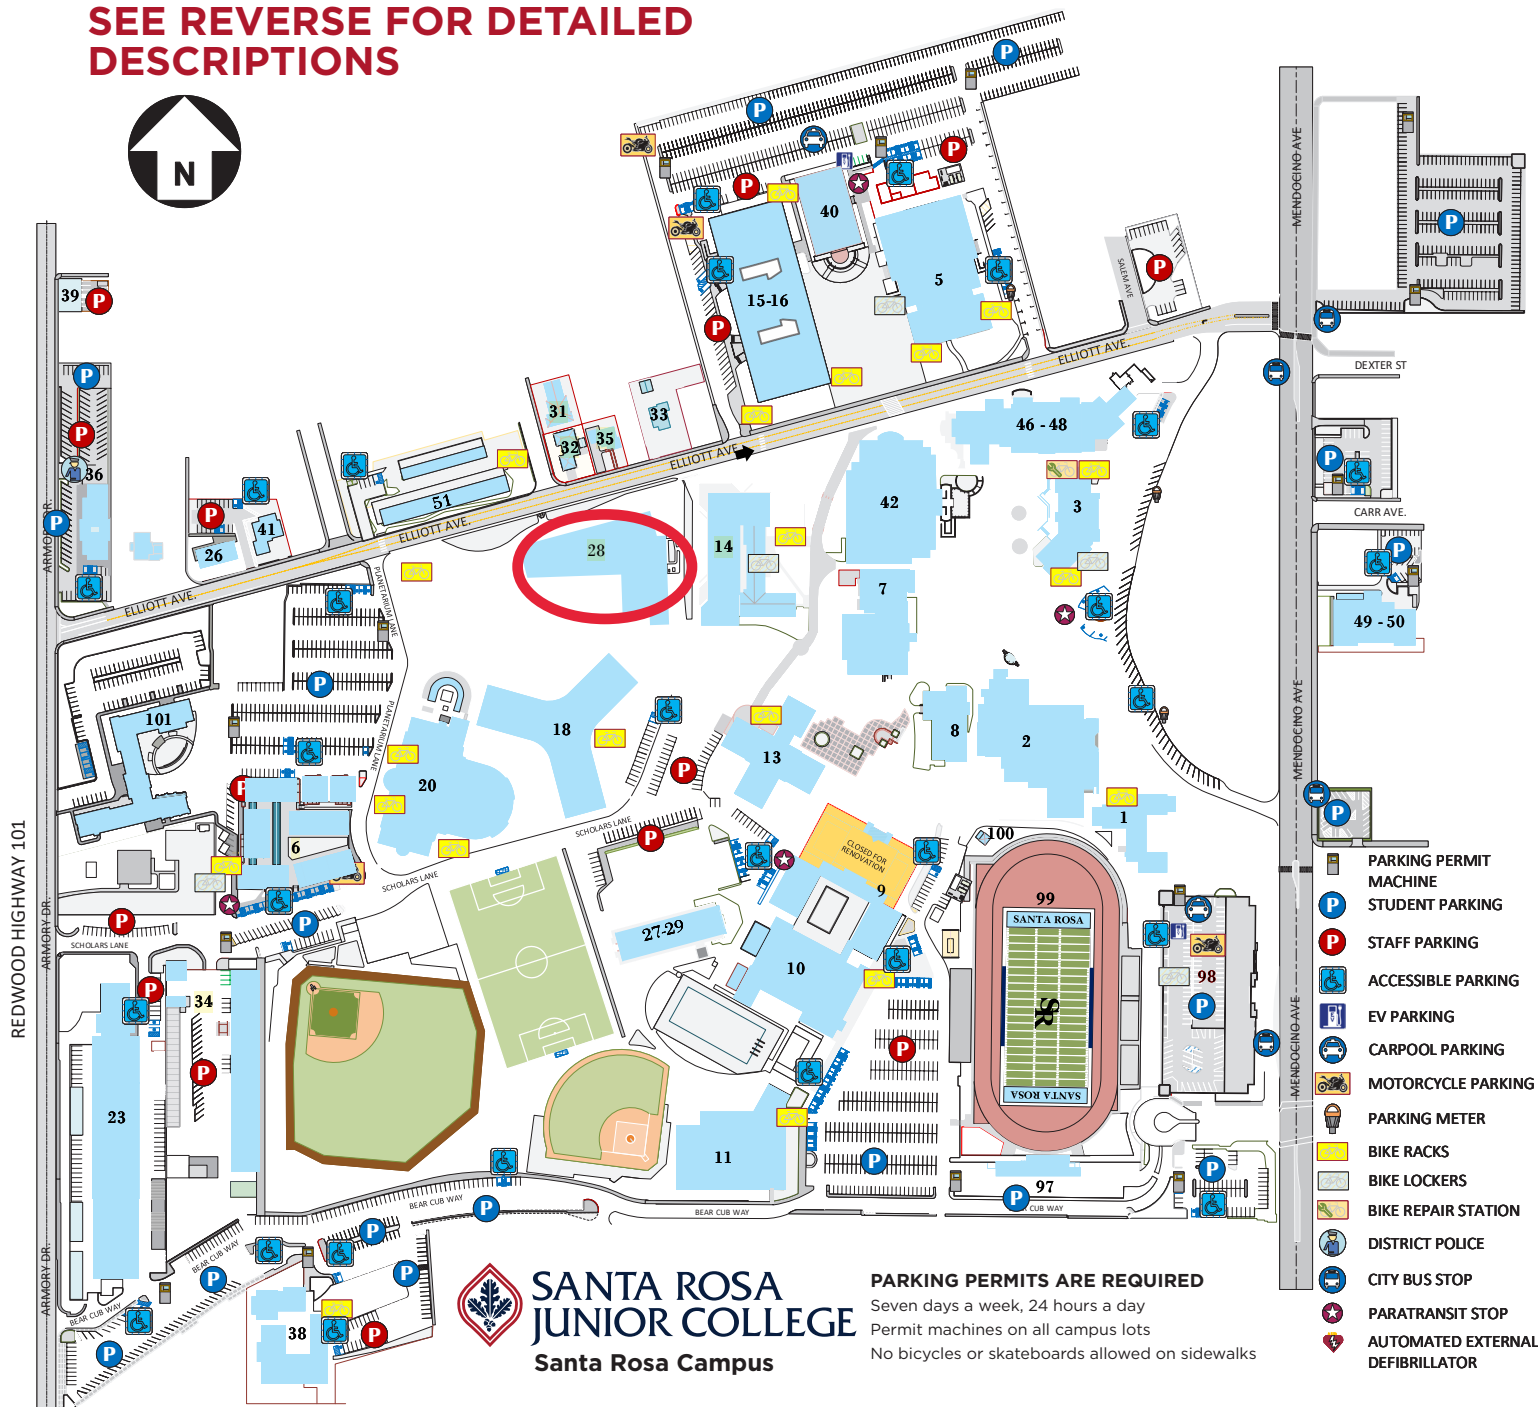 SEE REVERSE FOR DETAILED
DESCRIPTIONS
N
P
P
MENDOCINO AVE
P
40
P
P
5
15-16
SALEM AVE
P
39
P
P
ELLIOTT AVE.
DEXTER ST
P
31
33
46 - 48
P
32
35
ELLIOTT AVE
P
36
51
42
3
ARMORY DR.
P
P
41
ELLIOTT AVE.
CARR AVE.
26
28
14
P
PLANETARIUM LANE
7
ELLIOTT AVE.
49 - 50
P
MENDOCINO AVE
101
PLANETARIUM LANE
18
8
2
13
P
20
P
1
P
REDWOOD HIGHWAY 101
SCHOLARS LANE
P
100
6
CLOSED FOR
RENOVATION
SCHOLARS LANE
9
99
SANTA ROSA
P
P
27-29
ARMORY DR.
SCHOLARS LANE
10
98
P
34
P
SR
MENDOCINO AVE
P
P
SANTA ROSA
23
11
P
97
P
P
BEAR CUB WAY
P
BEAR CUB WAY
CUB WAY
P
BEAR CUB WAY
P
P
ARMORY DR.
BEAR CUB WAY
38
P
P
PARKING PERMIT
MACHINE
P STUDENT PARKING
P STAFF PARKING
ACCESSIBLE PARKING
EV PARKING
CARPOOL PARKING
MOTORCYCLE PARKING
PARKING METER
BIKE RACKS
BIKE LOCKERS
BIKE REPAIR STATION
DISTRICT POLICE
CITY BUS STOP
PARATRANSIT STOP
AUTOMATED EXTERNAL
DEFIBRILLATOR
SANTA ROSA
JUNIOR COLLEGE
Santa Rosa Campus
PARKING PERMITS ARE REQUIRED
Seven days a week, 24 hours a day
Permit machines on all campus lots
No bicycles or skateboards allowed on sidewalks